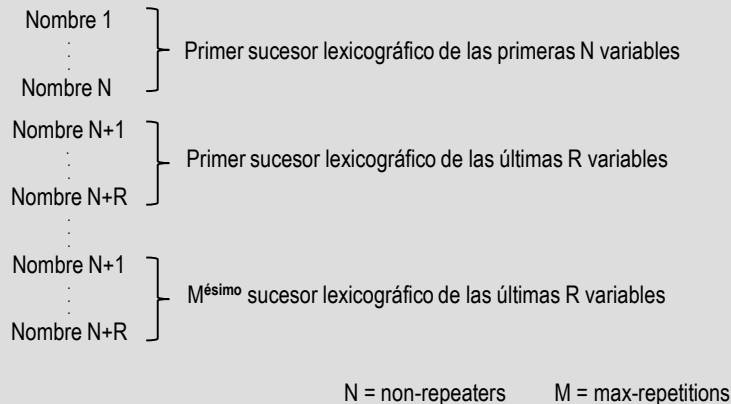 Nombre 1
.
.
.
Nombre N
Primer sucesor lexicográfico de las primeras N variables
Nombre N+1
.
.
.
Nombre N+R
Primer sucesor lexicográfico de las últimas R variables
.
.
.
Nombre N+1
.
.
.
Nombre N+R
Mésimo sucesor lexicográfico de las últimas R variables
N = non-repeaters M = max-repetitions